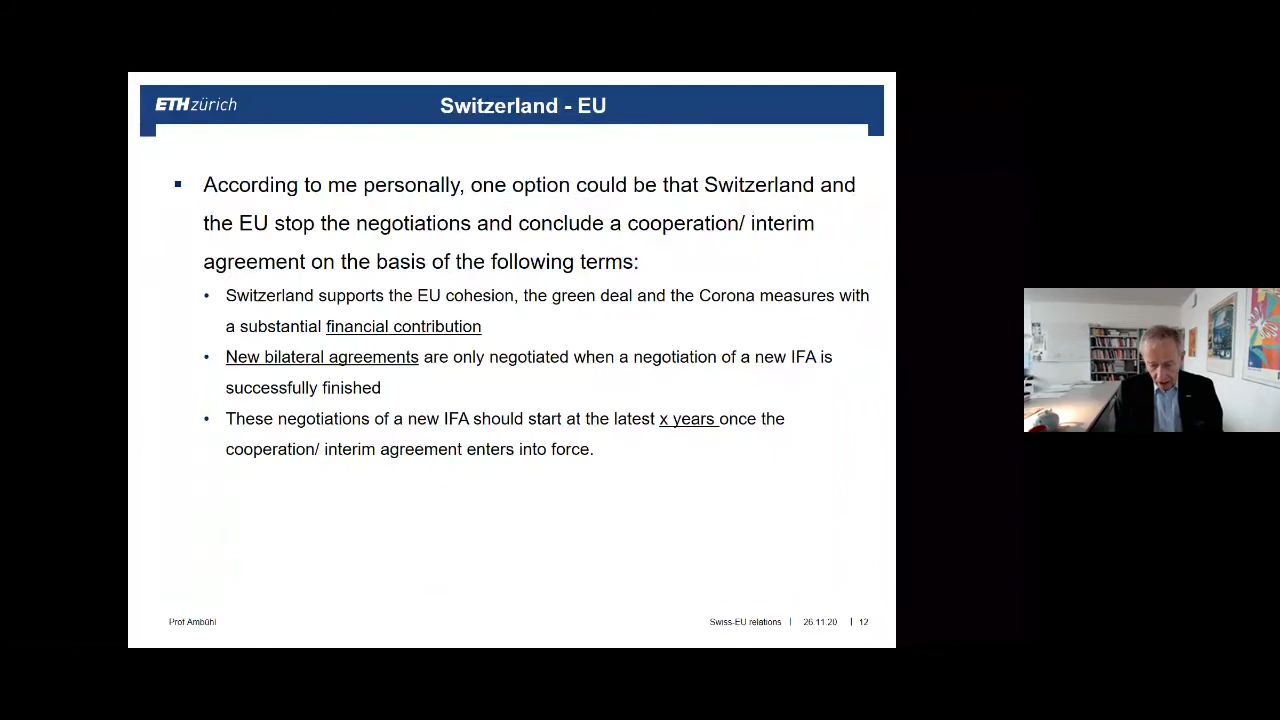 ETH zürich
Switzerland - EU
▪ According to me personally, one option could be that Switzerland and
the EU stop the negotiations and conclude a cooperation/ interim
agreement on the basis of the following terms:
• Switzerland supports the EU cohesion, the green deal and the Corona measures with
a substantial financial contribution
• New bilateral agreements are only negotiated when a negotiation of a new IFA is
successfully finished
• These negotiations of a new IFA should start at the latest x years once the
cooperation/ interim agreement enters into force.
Prof Ambühl
Swiss-EU relations | 26.11.20 | 12